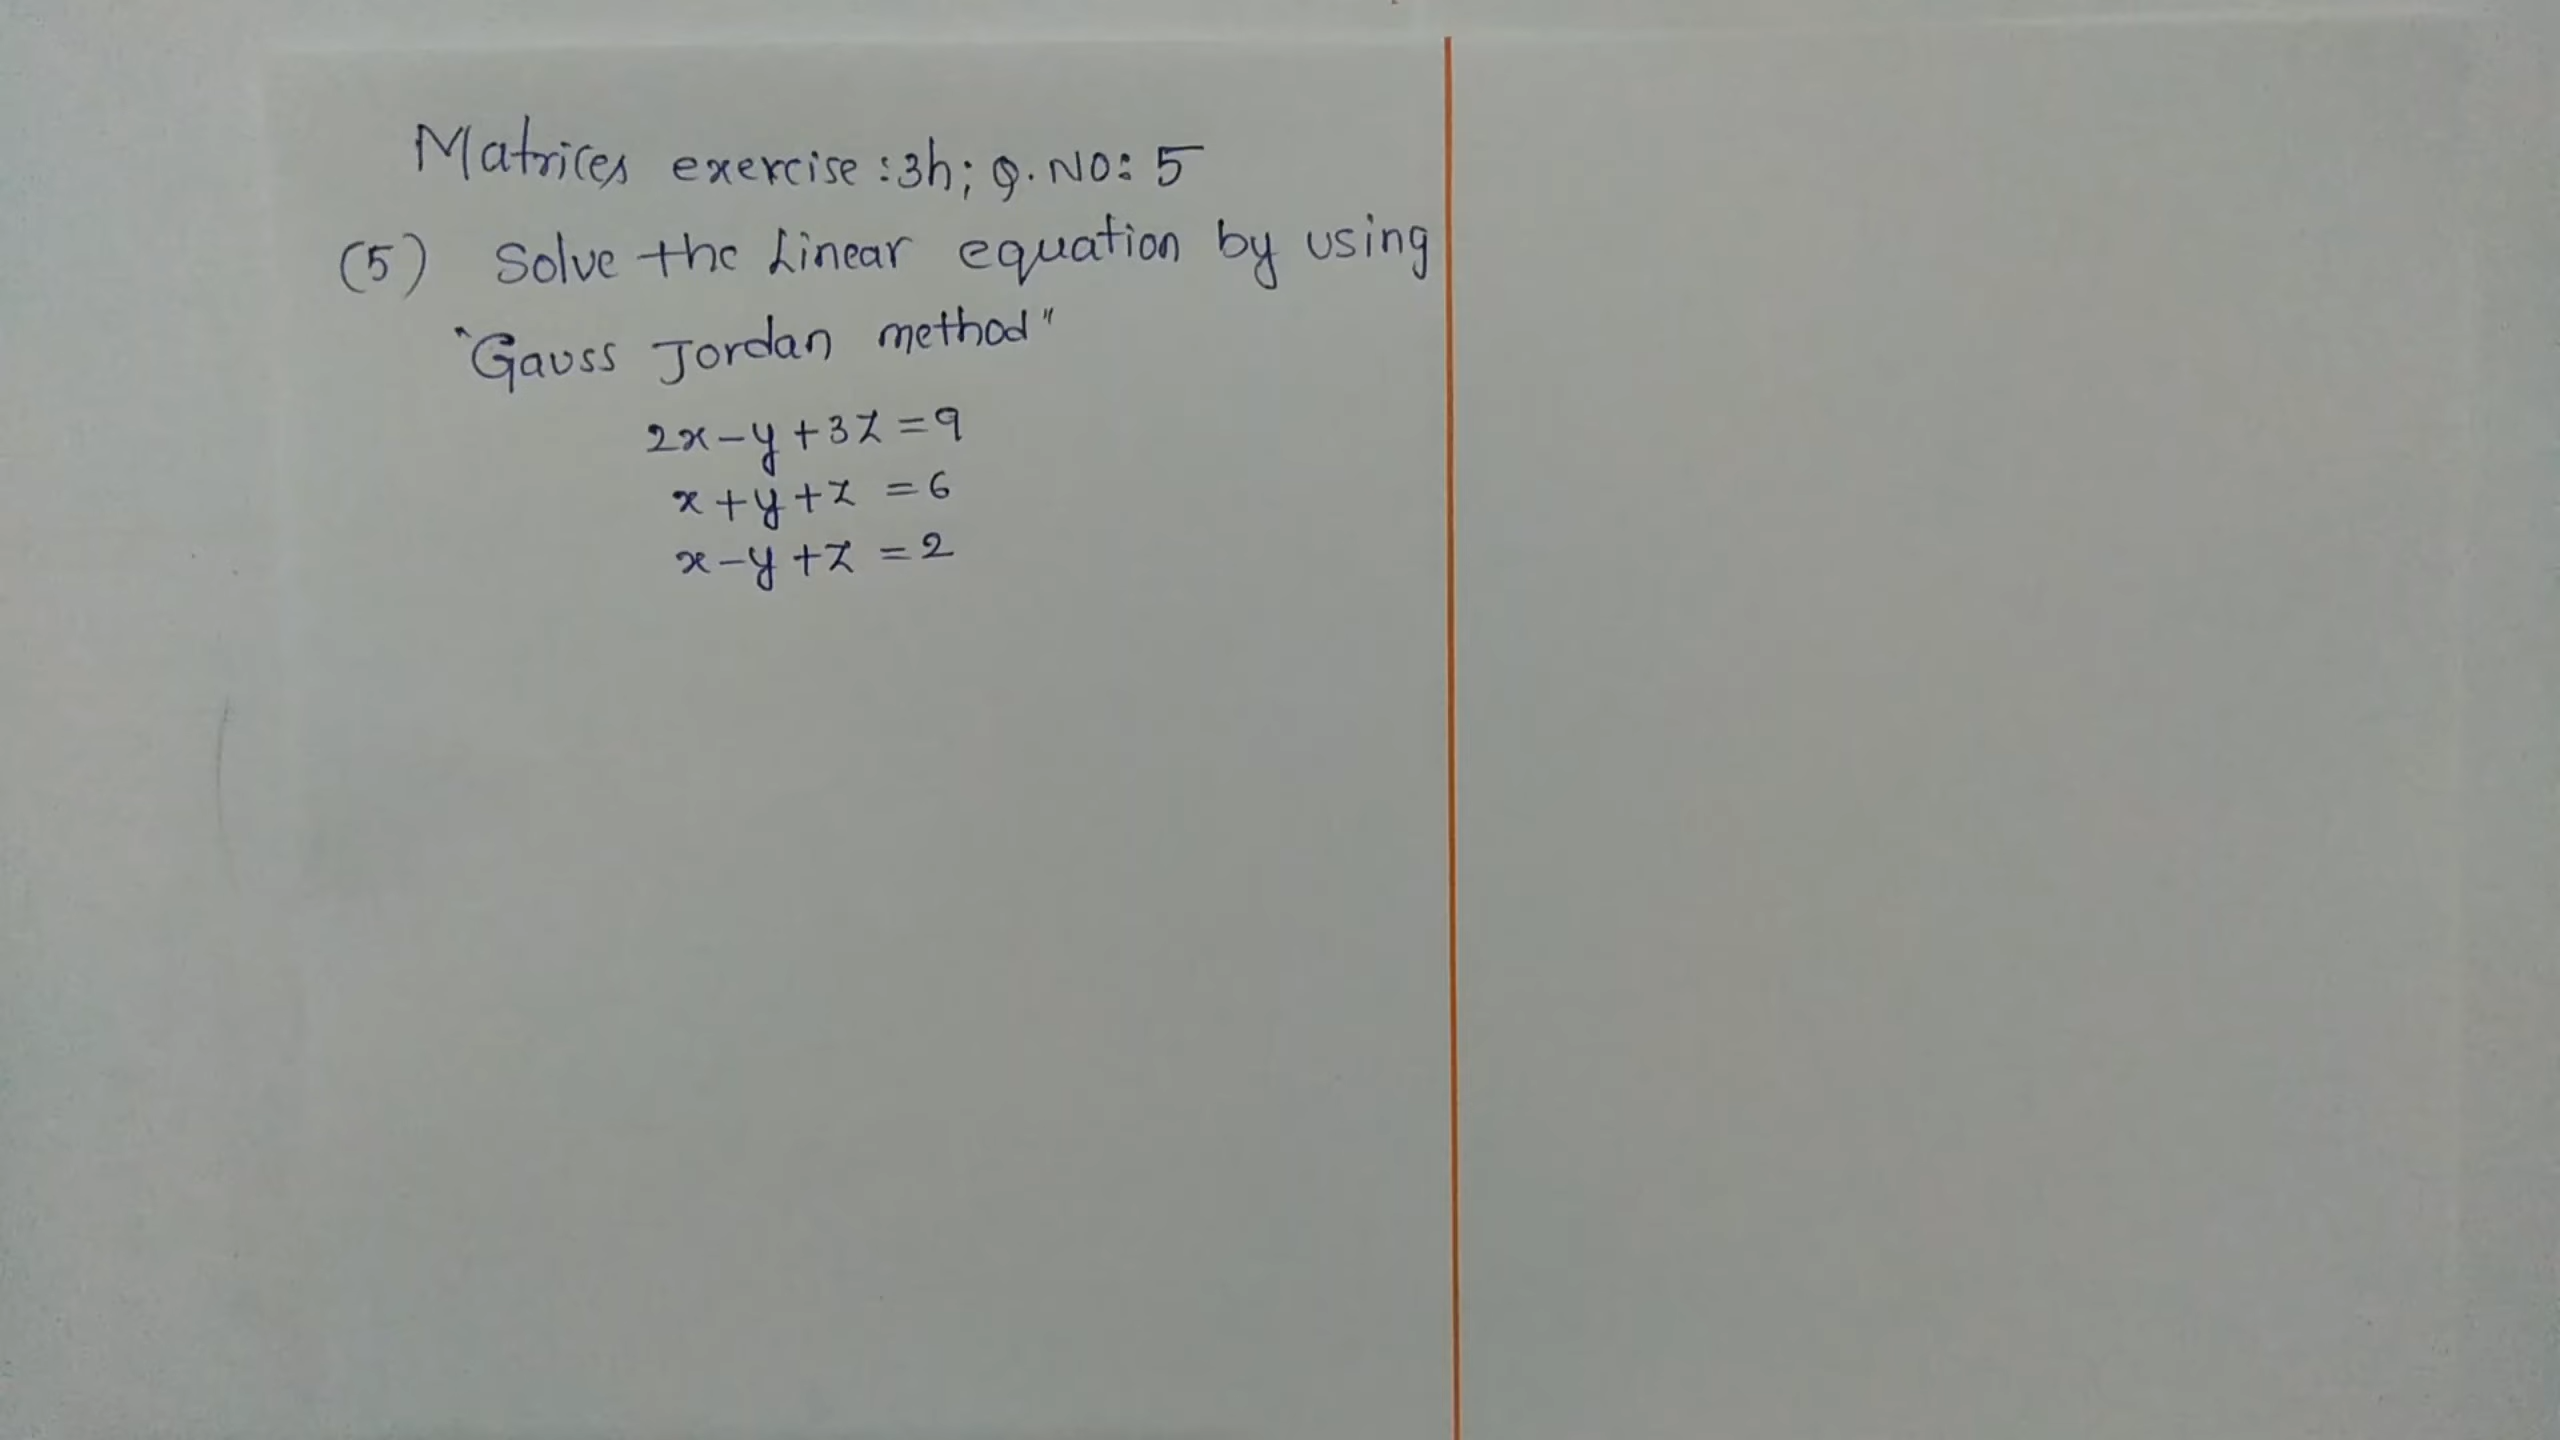 Matrices exercise:3h; Q.NO: 5
(5) Solve the Linear equation by using
"Gauss Jordan method"
2x-y+3z=9
x+y+z=6
x-y+z=2